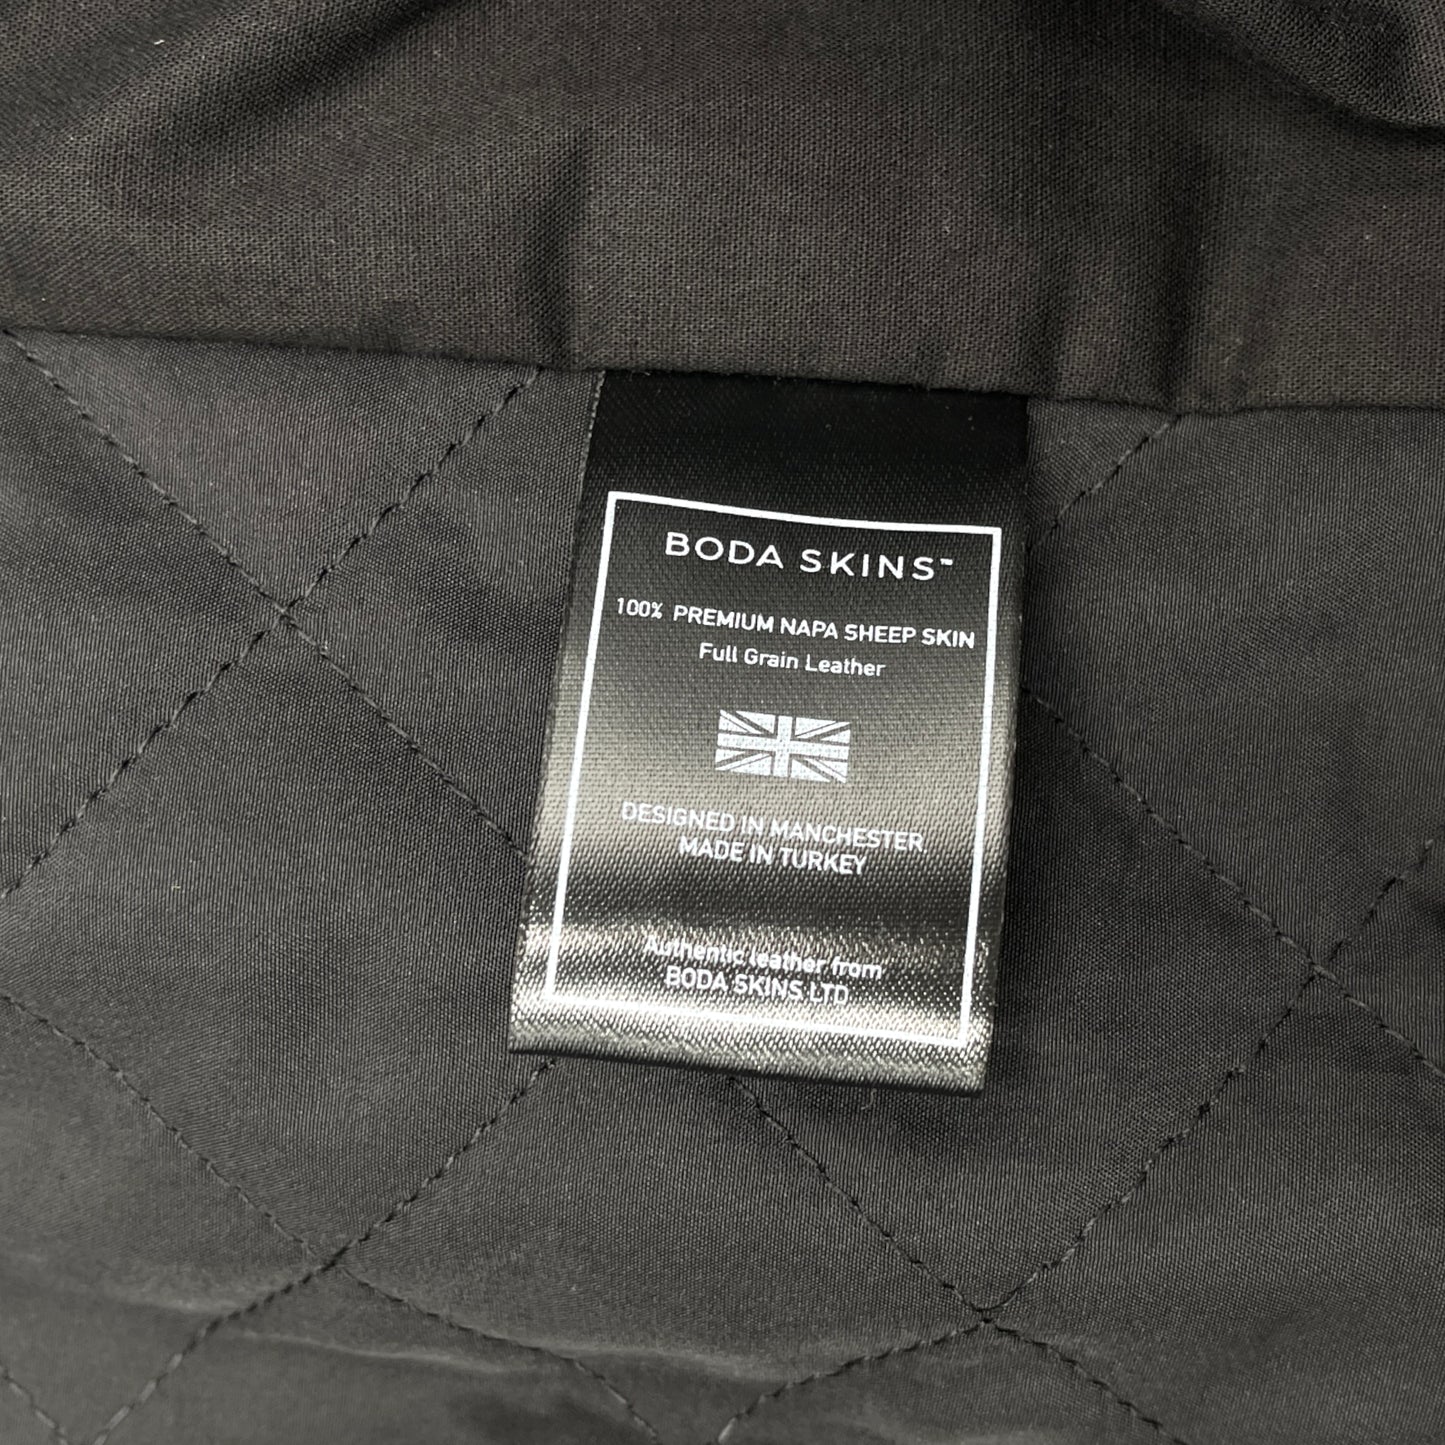 BODA SKINS™
100% PREMIUM NAPA SHEEP SKIN
Full Grain Leather
DESIGNED IN MANCHESTER
MADE IN TURKEY
Authentic leather from
BODA SKINS LTD